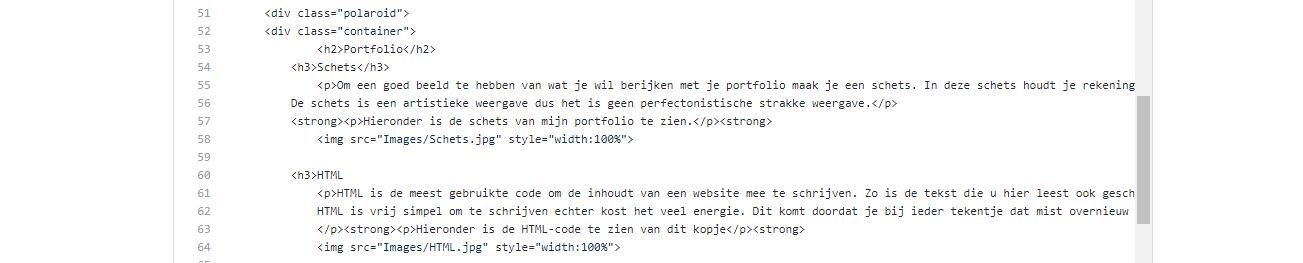 51 <div class="polaroid">
52 <div class="container">
53 <h2>Portfolio</h2>
54 <h3>Schets</h3>
55 <p>Om een goed beeld te hebben van wat je wil berijken met je portfolio maak je een schets. In deze schets houdt je rekening
56 De schets is een artistieke weergave dus het is geen perfectonistische strakke weergave.</p>
57 <strong><p>Hieronder is de schets van mijn portfolio te zien.</p><strong>
58 <img src="Images/Schets.jpg" style="width:100%">
59
60 <h3>HTML
61 <p>HTML is de meest gebruikte code om de inhoudt van een website mee te schrijven. Zo is de tekst die u hier leest ook gesch
62 HTML is vrij simpel om te schrijven echter kost het veel energie. Dit komt doordat je bij ieder tekentje dat mist overnieuw
63 </p><strong><p>Hieronder is de HTML-code te zien van dit kopje</p><strong>
64 <img src="Images/HTML.jpg" style="width:100%">